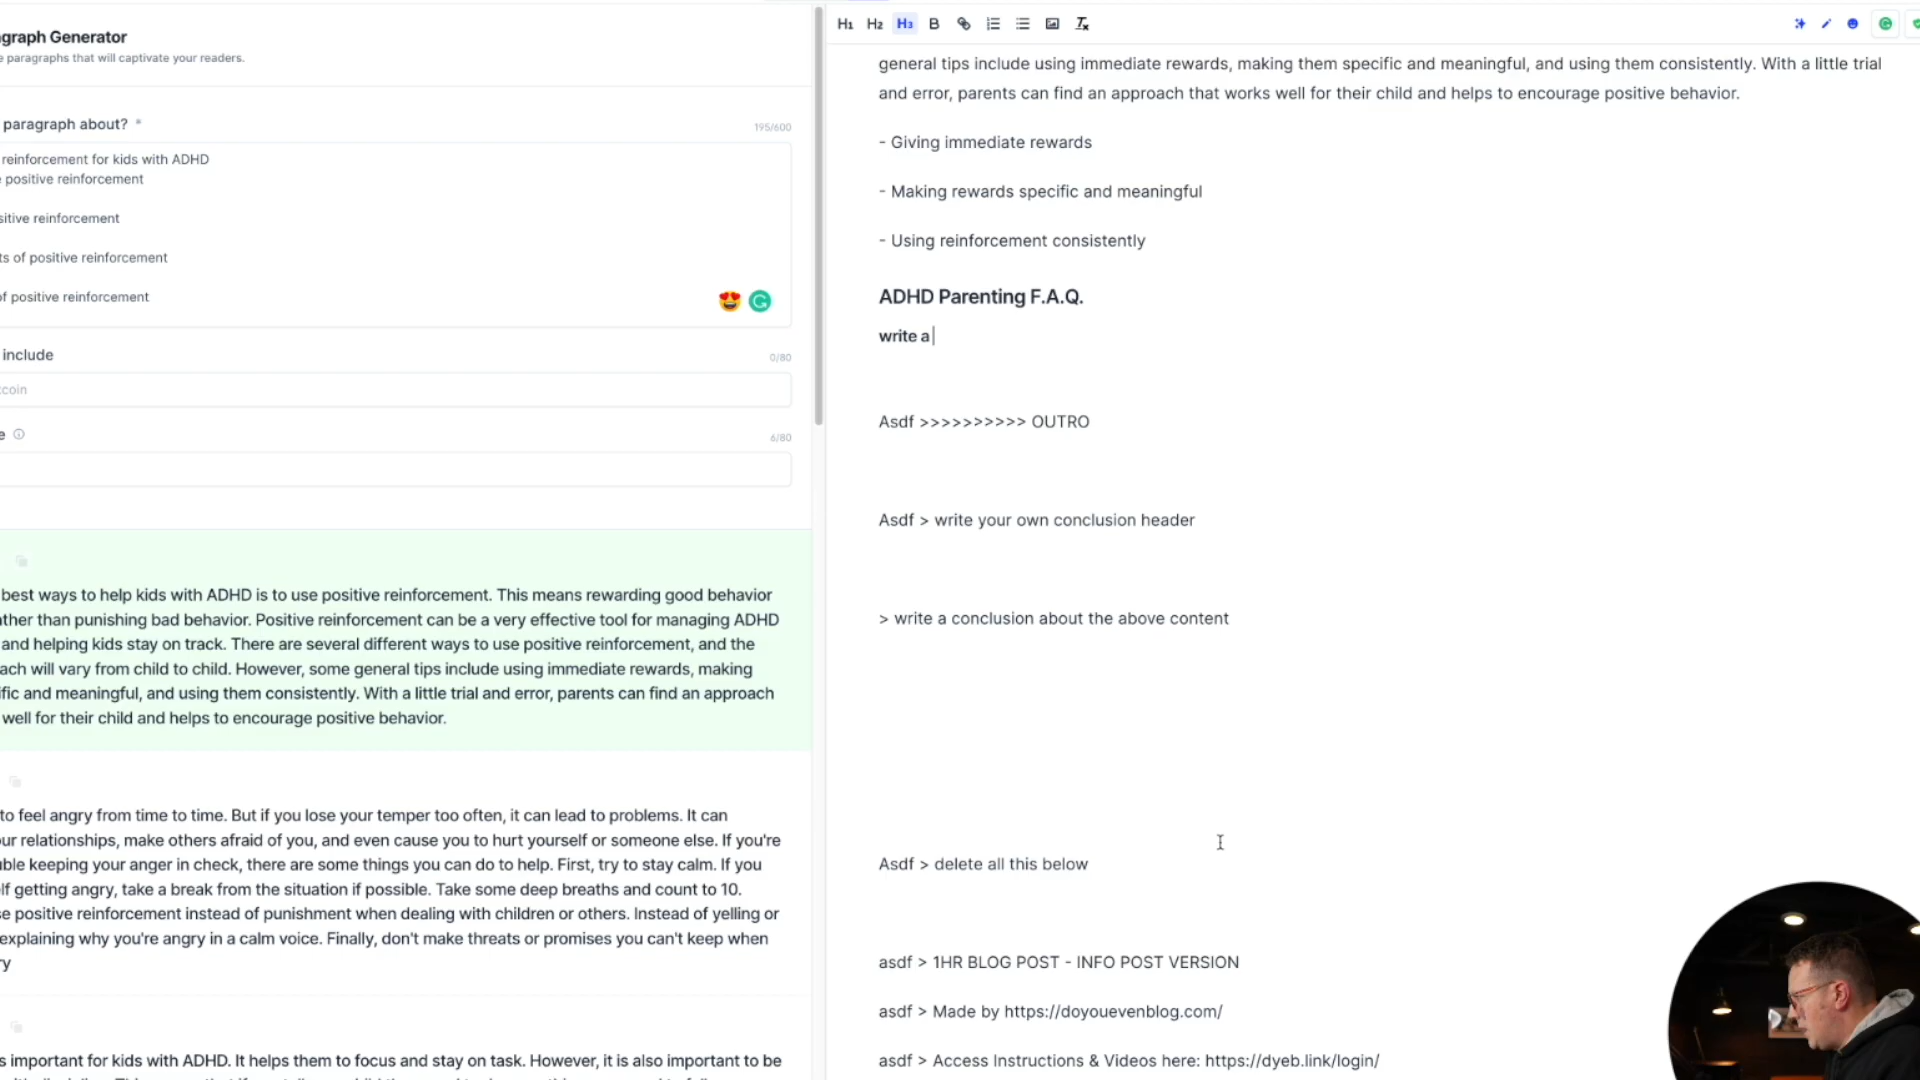 graph Generator
e paragraphs that will captivate your readers.
paragraph about? *
195/600
reinforcement for kids with ADHD
e positive reinforcement
sitive reinforcement
ts of positive reinforcement
of positive reinforcement
include
0/80
tcoin
e
6/80
best ways to help kids with ADHD is to use positive reinforcement. This means rewarding good behavior
ather than punishing bad behavior. Positive reinforcement can be a very effective tool for managing ADHD
and helping kids stay on track. There are several different ways to use positive reinforcement, and the
ach will vary from child to child. However, some general tips include using immediate rewards, making
ific and meaningful, and using them consistently. With a little trial and error, parents can find an approach
well for their child and helps to encourage positive behavior.
to feel angry from time to time. But if you lose your temper too often, it can lead to problems. It can
ur relationships, make others afraid of you, and even cause you to hurt yourself or someone else. If you're
ble keeping your anger in check, there are some things you can do to help. First, try to stay calm. If you
lf getting angry, take a break from the situation if possible. Take some deep breaths and count to 10.
se positive reinforcement instead of punishment when dealing with children or others. Instead of yelling or
explaining why you're angry in a calm voice. Finally, don't make threats or promises you can't keep when
ry
s important for kids with ADHD. It helps them to focus and stay on task. However, it is also important to be
H1 H2 H3 B
general tips include using immediate rewards, making them specific and meaningful, and using them consistently. With a little trial
and error, parents can find an approach that works well for their child and helps to encourage positive behavior.
- Giving immediate rewards
- Making rewards specific and meaningful
- Using reinforcement consistently
ADHD Parenting F.A.Q.
write a
Asdf >>>>>>>>>> OUTRO
Asdf > write your own conclusion header
> write a conclusion about the above content
Asdf > delete all this below
asdf > 1HR BLOG POST - INFO POST VERSION
asdf > Made by https://doyouevenblog.com/
asdf > Access Instructions & Videos here: https://dyeb.link/login/